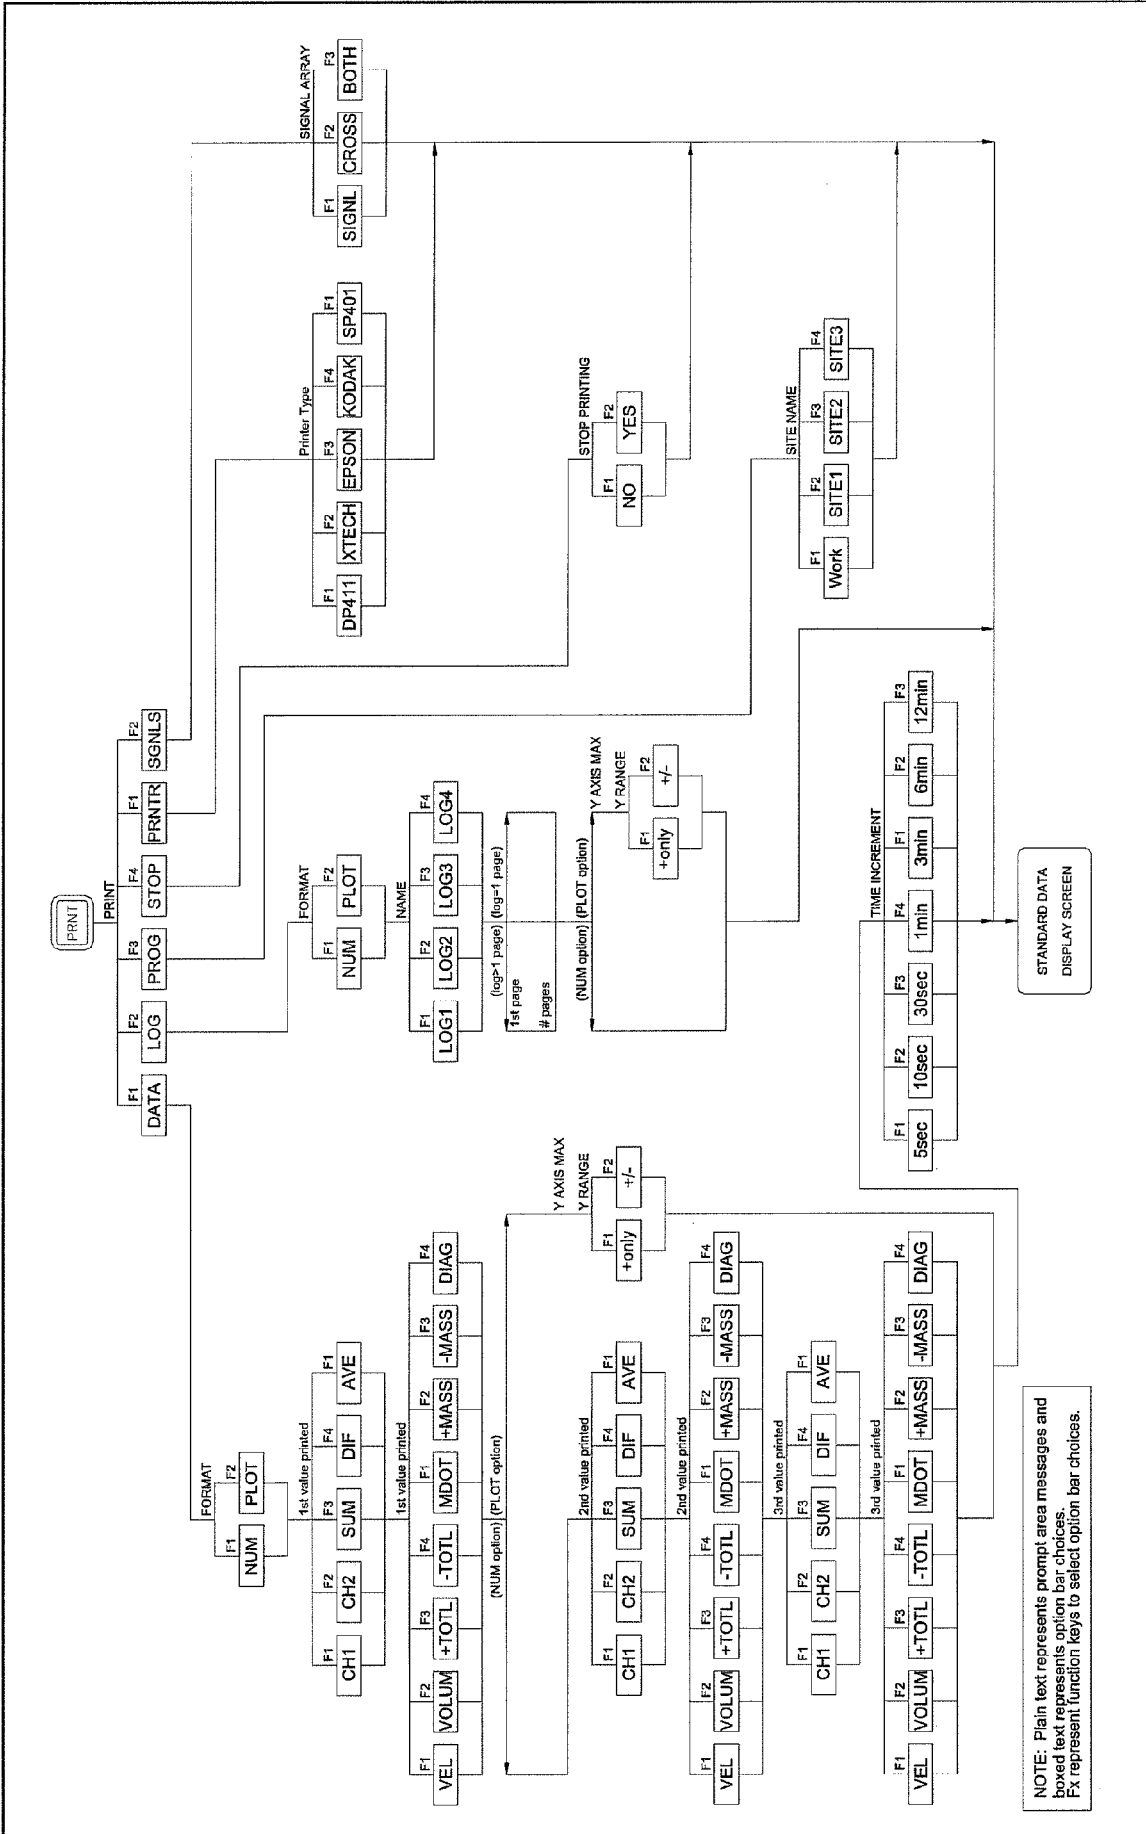 PRNT
PRINT
F1 F2 F3 F4 F1 F2
DATA LOG PROG STOP PRNTR SGNLS
FORMAT
F1 F2
NUM PLOT
1st value printed
F1 F2 F3 F4 F1
CH1 CH2 SUM DIF AVE
1st value printed
F1 F2 F3 F4 F1 F2 F3 F4
VEL VOLUM +TOTL -TOTL MDOT +MASS -MASS DIAG
(NUM option) (PLOT option)
Y AXIS MAX
Y RANGE
F1 F2
+only +/-
2nd value printed
F1 F2 F3 F4 F1
CH1 CH2 SUM DIF AVE
2nd value printed
F1 F2 F3 F4 F1 F2 F3 F4
VEL VOLUM +TOTL -TOTL MDOT +MASS -MASS DIAG
3rd value printed
F1 F2 F3 F4 F1
CH1 CH2 SUM DIF AVE
3rd value printed
F1 F2 F3 F4 F1 F2 F3 F4
VEL VOLUM +TOTL -TOTL MDOT +MASS -MASS DIAG
FORMAT
F1 F2
NUM PLOT
NAME
F1 F2 F3 F4
LOG1 LOG2 LOG3 LOG4
(log>1 page) (log=1 page)
1st page
# pages
(NUM option) (PLOT option)
Y AXIS MAX
Y RANGE
F1 F2
+only +/-
TIME INCREMENT
F1 F2 F3 F4 F1 F2 F3
5sec 10sec 30sec 1min 3min 6min 12min
SIGNAL ARRAY
F1 F2 F3
SIGNL CROSS BOTH
Printer Type
F1 F2 F3 F4 F1
DP411 XTECH EPSON KODAK SP401
STOP PRINTING
F1 F2
NO YES
SITE NAME
F1 F2 F3 F4
Work SITE1 SITE2 SITE3
STANDARD DATA
DISPLAY SCREEN
NOTE: Plain text represents prompt area messages and
boxed text represents option bar choices.
Fx represent function keys to select option bar choices.